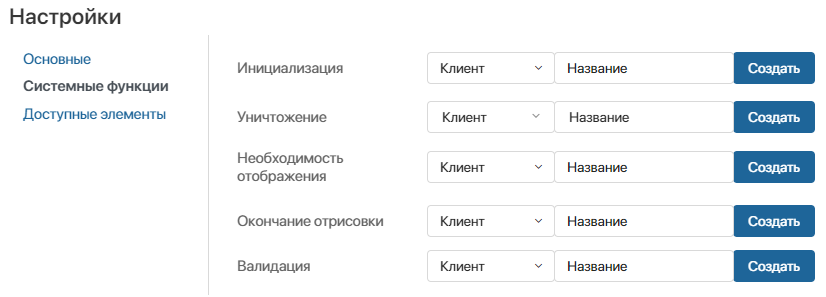 Настройки
Основные
Системные функции
Доступные элементы
Инициализация Клиент Название Создать
Уничтожение Клиент Название Создать
Необходимость
отображения Клиент Название Создать
Окончание отрисовки Клиент Название Создать
Валидация Клиент Название Создать